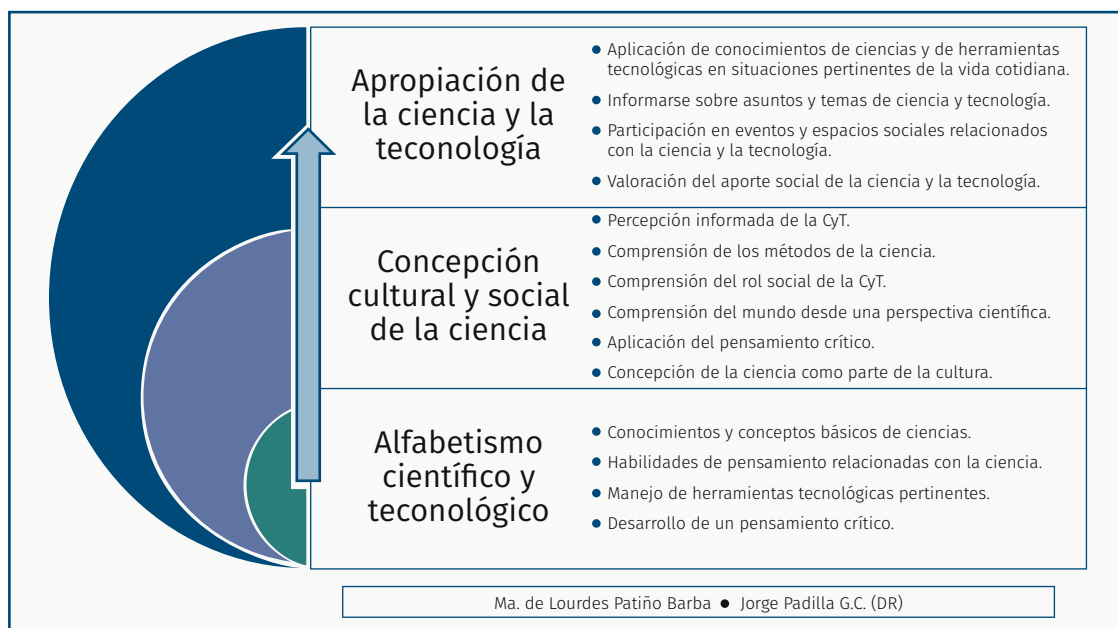 Apropiación de
la ciencia y la
teconología
● Aplicación de conocimientos de ciencias y de herramientas
tecnológicas en situaciones pertinentes de la vida cotidiana.
● Informarse sobre asuntos y temas de ciencia y tecnología.
● Participación en eventos y espacios sociales relacionados
con la ciencia y la tecnología.
● Valoración del aporte social de la ciencia y la tecnología.
Concepción
cultural y social
de la ciencia
● Percepción informada de la CyT.
● Comprensión de los métodos de la ciencia.
● Comprensión del rol social de la CyT.
● Comprensión del mundo desde una perspectiva científica.
● Aplicación del pensamiento crítico.
● Concepción de la ciencia como parte de la cultura.
Alfabetismo
científico y
teconológico
● Conocimientos y conceptos básicos de ciencias.
● Habilidades de pensamiento relacionadas con la ciencia.
● Manejo de herramientas tecnológicas pertinentes.
● Desarrollo de un pensamiento crítico.
Ma. de Lourdes Patiño Barba ● Jorge Padilla G.C. (DR)